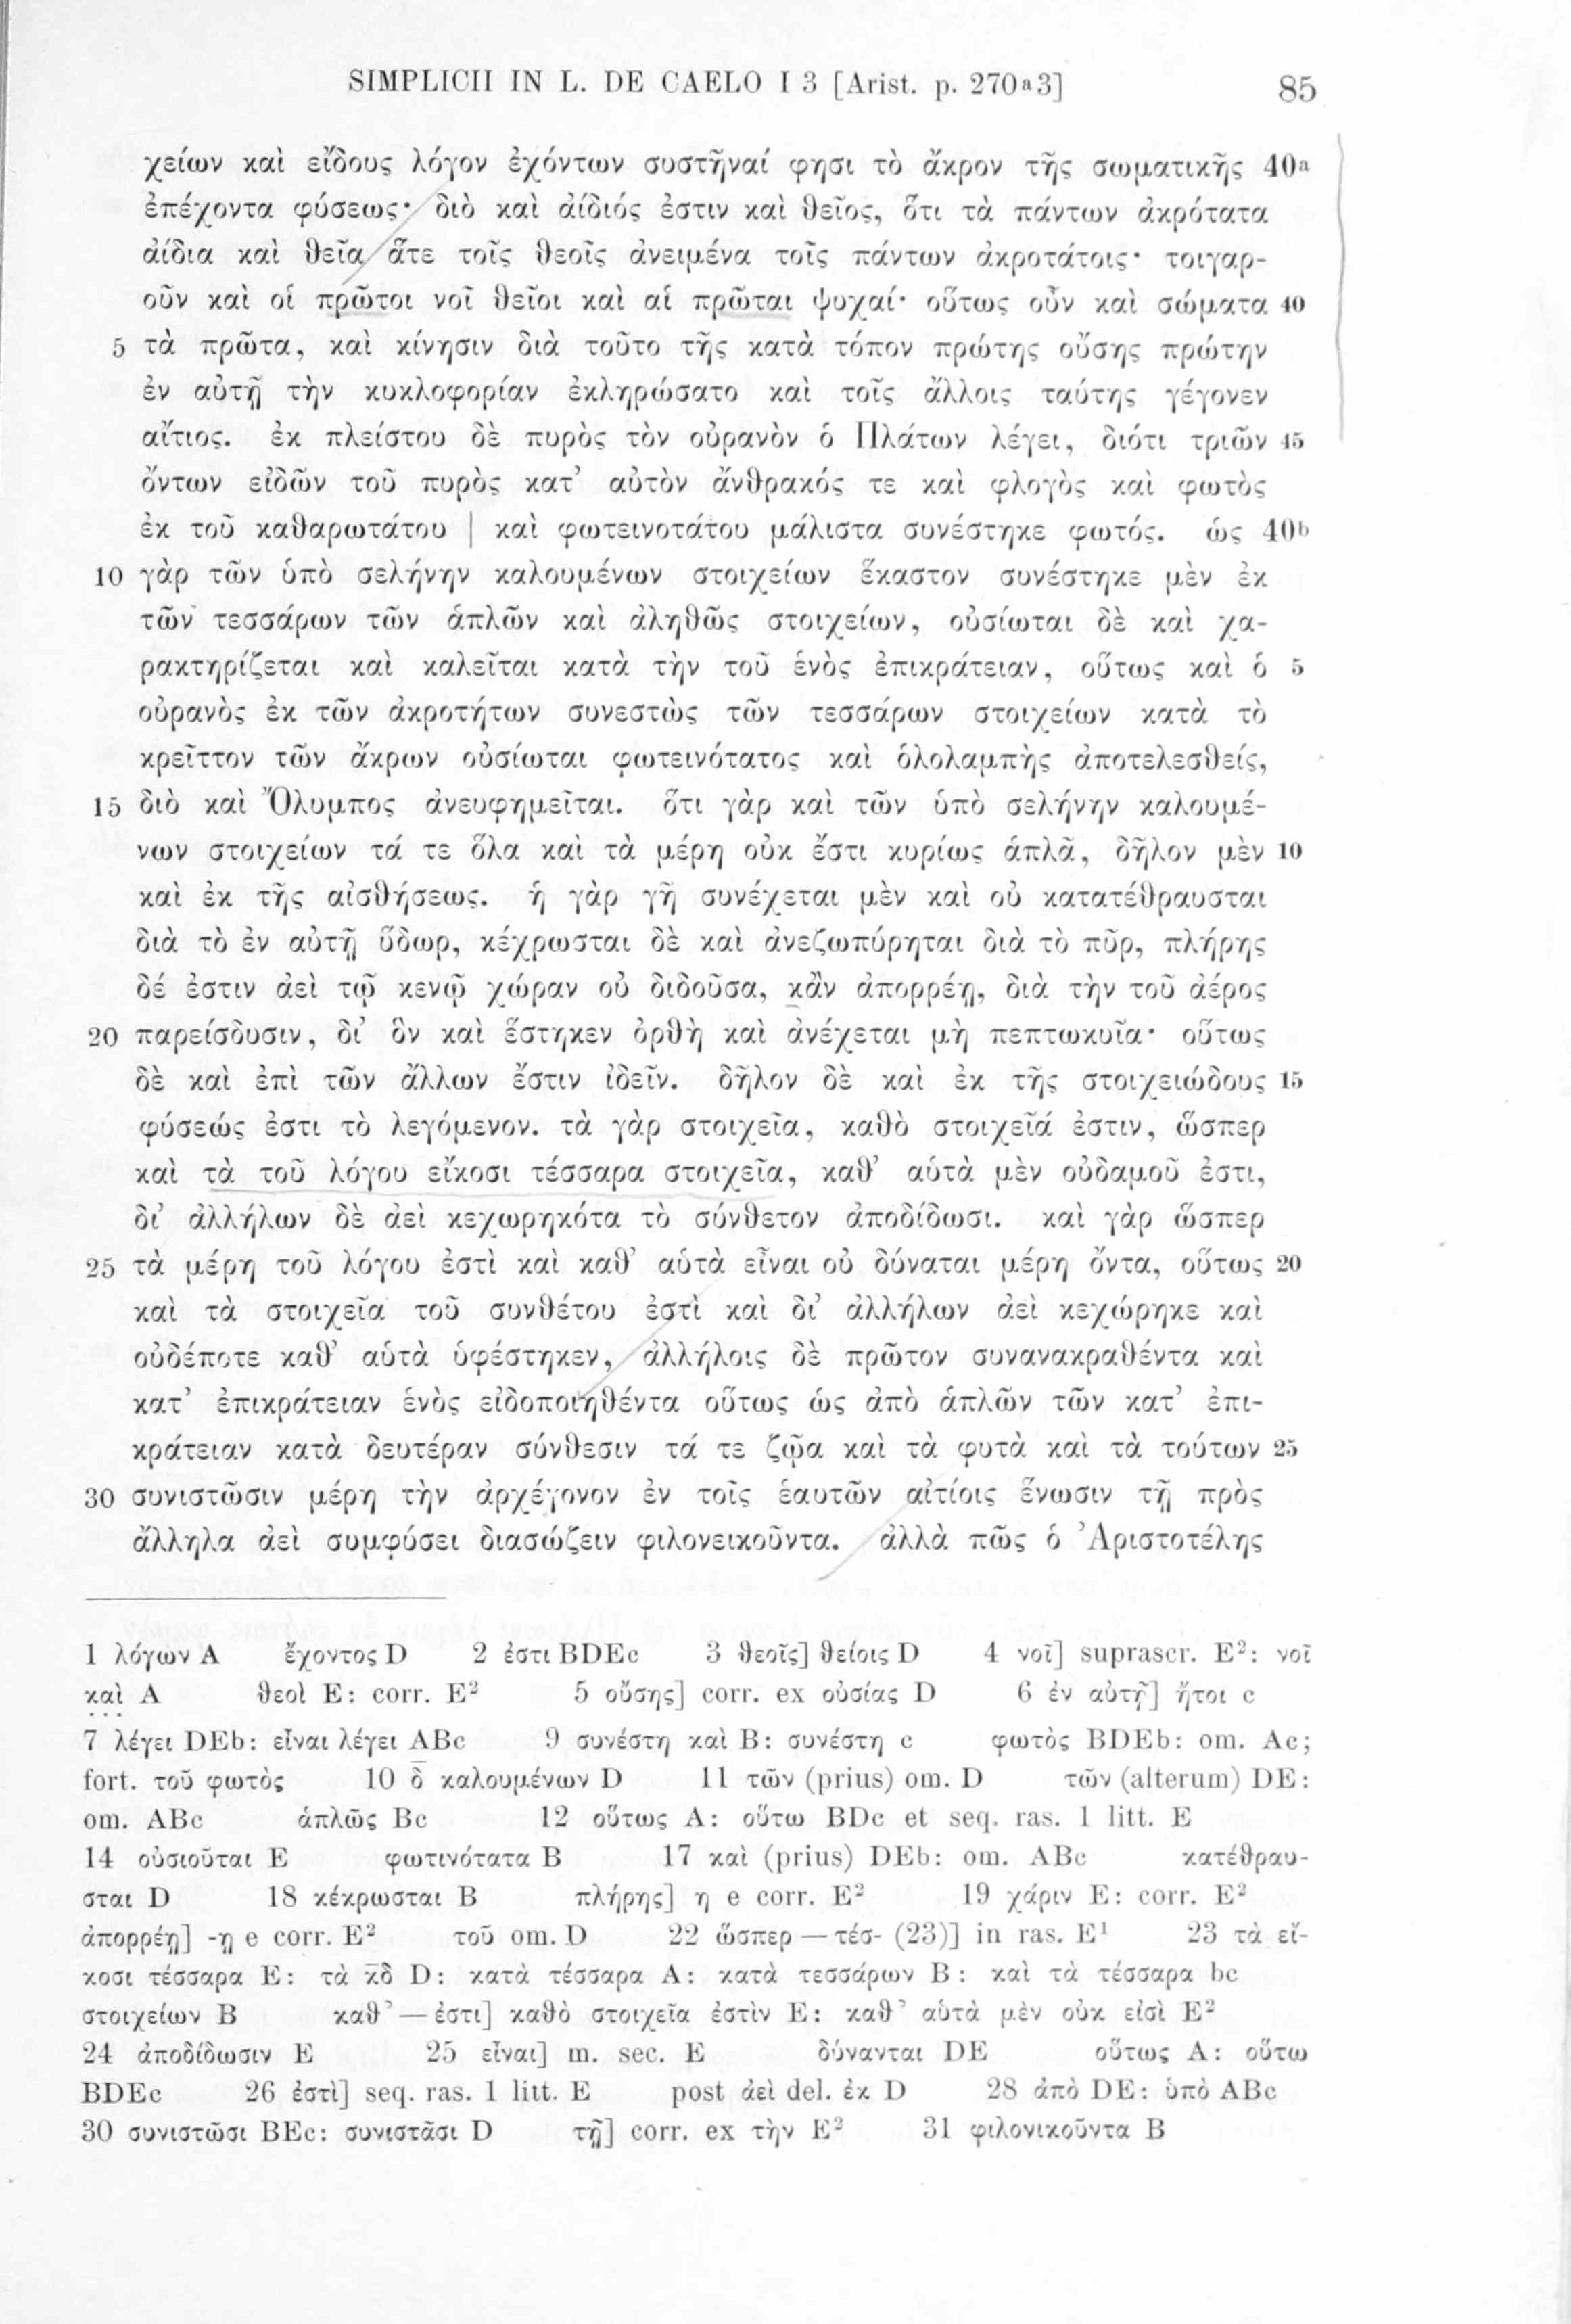 SIMPLICII IN L. DE CAELO I 3 [Arist. p. 270a3] 85
χείων καὶ εἴδους λόγον ἐχόντων συστῆναί φησι τὸ ἄκρον τῆς σωματικῆς 40a
ἐπέχοντα φύσεως· διὸ καὶ ἀίδιός ἐστιν καὶ θεῖος, ὅτι τὰ πάντων ἀκρότατα
ἀίδια καὶ θεῖα ἅτε τοῖς θεοῖς ἀνειμένα τοῖς πάντων ἀκροτάτοις· τοιγαρ-
οῦν καὶ οἱ πρῶτοι νοῖ θεῖοι καὶ αἱ πρῶται ψυχαί· οὕτως οὖν καὶ σώματα 40
5 τὰ πρῶτα, καὶ κίνησιν διὰ τοῦτο τῆς κατὰ τόπον πρώτης οὔσης πρώτην
ἐν αὐτῇ τὴν κυκλοφορίαν ἐκληρώσατο καὶ τοῖς ἄλλοις ταύτης γέγονεν
αἴτιος. ἐκ πλείστου δὲ πυρὸς τὸν οὐρανὸν ὁ Πλάτων λέγει, διότι τριῶν 45
ὄντων εἰδῶν τοῦ πυρὸς κατ’ αὐτὸν ἄνθρακός τε καὶ φλογὸς καὶ φωτὸς
ἐκ τοῦ καθαρωτάτου | καὶ φωτεινοτάτου μάλιστα συνέστηκε φωτός. ὡς 40b
10 γὰρ τῶν ὑπὸ σελήνην καλουμένων στοιχείων ἕκαστον συνέστηκε μὲν ἐκ
τῶν τεσσάρων τῶν ἁπλῶν καὶ ἀληθῶς στοιχείων, οὐσίωται δὲ καὶ χα-
ρακτηρίζεται καὶ καλεῖται κατὰ τὴν τοῦ ἑνὸς ἐπικράτειαν, οὕτως καὶ ὁ 5
οὐρανὸς ἐκ τῶν ἀκροτήτων συνεστὼς τῶν τεσσάρων στοιχείων κατὰ τὸ
κρεῖττον τῶν ἄκρων οὐσίωται φωτεινότατος καὶ ὁλολαμπὴς ἀποτελεσθείς,
15 διὸ καὶ Ὄλυμπος ἀνευφημεῖται. ὅτι γὰρ καὶ τῶν ὑπὸ σελήνην καλουμέ-
νων στοιχείων τά τε ὅλα καὶ τὰ μέρη οὐκ ἔστι κυρίως ἁπλᾶ, δῆλον μὲν 10
καὶ ἐκ τῆς αἰσθήσεως. ἡ γὰρ γῆ συνέχεται μὲν καὶ οὐ κατατέθραυσται
διὰ τὸ ἐν αὐτῇ ὕδωρ, κέχρωσται δὲ καὶ ἀνεζωπύρηται διὰ τὸ πῦρ, πλήρης
δέ ἐστιν ἀεὶ τῷ κενῷ χώραν οὐ διδοῦσα, κἂν ἀπορρέῃ, διὰ τὴν τοῦ ἀέρος
20 παρείσδυσιν, δι’ ὃν καὶ ἕστηκεν ὀρθὴ καὶ ἀνέχεται μὴ πεπτωκυῖα· οὕτως
δὲ καὶ ἐπὶ τῶν ἄλλων ἔστιν ἰδεῖν. δῆλον δὲ καὶ ἐκ τῆς στοιχειώδους 15
φύσεώς ἐστι τὸ λεγόμενον. τὰ γὰρ στοιχεῖα, καθὸ στοιχεῖά ἐστιν, ὥσπερ
καὶ τὰ τοῦ λόγου εἴκοσι τέσσαρα στοιχεῖα, καθ’ αὑτὰ μὲν οὐδαμοῦ ἐστι,
δι’ ἀλλήλων δὲ ἀεὶ κεχωρηκότα τὸ σύνθετον ἀποδίδωσι. καὶ γὰρ ὥσπερ
25 τὰ μέρη τοῦ λόγου ἐστὶ καὶ καθ’ αὑτὰ εἶναι οὐ δύναται μέρη ὄντα, οὕτως 20
καὶ τὰ στοιχεῖα τοῦ συνθέτου ἐστὶ καὶ δι’ ἀλλήλων ἀεὶ κεχώρηκε καὶ
οὐδέποτε καθ’ αὑτὰ ὑφέστηκεν, ἀλλήλοις δὲ πρῶτον συνανακραθέντα καὶ
κατ’ ἐπικράτειαν ἑνὸς εἰδοποιηθέντα οὕτως ὡς ἀπὸ ἁπλῶν τῶν κατ’ ἐπι-
κράτειαν κατὰ δευτέραν σύνθεσιν τά τε ζῷα καὶ τὰ φυτὰ καὶ τὰ τούτων 25
30 συνιστῶσιν μέρη τὴν ἀρχέγονον ἐν τοῖς ἑαυτῶν αἰτίοις ἕνωσιν τῇ πρὸς
ἄλληλα ἀεὶ συμφύσει διασώζειν φιλονεικοῦντα. ἀλλὰ πῶς ὁ Ἀριστοτέλης
1 λόγων A ἔχοντος D 2 ἐστι BDEc 3 θεοῖς] θείοις D 4 νοῖ] suprascr. E²: νοῖ
καὶ A θεοὶ E: corr. E² 5 οὔσης] corr. ex οὐσίας D 6 ἐν αὐτῇ] ἤτοι c
7 λέγει DEb: εἶναι λέγει ABc 9 συνέστη καὶ B: συνέστη c φωτὸς BDEb: om. Ac;
fort. τοῦ φωτὸς 10 δ̄ καλουμένων D 11 τῶν (prius) om. D τῶν (alterum) DE:
om. ABc ἁπλῶς Bc 12 οὕτως A: οὕτω BDc et seq. ras. 1 litt. E
14 οὐσιοῦται E φωτινότατα B 17 καὶ (prius) DEb: om. ABc κατέθραυ-
σται D 18 κέκρωσται B πλήρης] η e corr. E² 19 χάριν E: corr. E²
ἀπορρέῃ] -ῃ e corr. E² τοῦ om. D 22 ὥσπερ — τέσ- (23)] in ras. E¹ 23 τὰ εἴ-
κοσι τέσσαρα E: τὰ κ̄δ̄ D: κατὰ τέσσαρα A: κατὰ τεσσάρων B: καὶ τὰ τέσσαρα bc
στοιχείων B καθ’ — ἐστι] καθὸ στοιχεῖα ἐστὶν E: καθ’ αὑτὰ μὲν οὐκ εἰσὶ E²
24 ἀποδίδωσιν E 25 εἶναι] m. sec. E δύνανται DE οὕτως A: οὕτω
BDEc 26 ἐστὶ] seq. ras. 1 litt. E post ἀεὶ del. ἐκ D 28 ἀπὸ DE: ὑπὸ ABc
30 συνιστῶσι BEc: συνιστᾶσι D τῇ] corr. ex τὴν E² 31 φιλονικοῦντα B